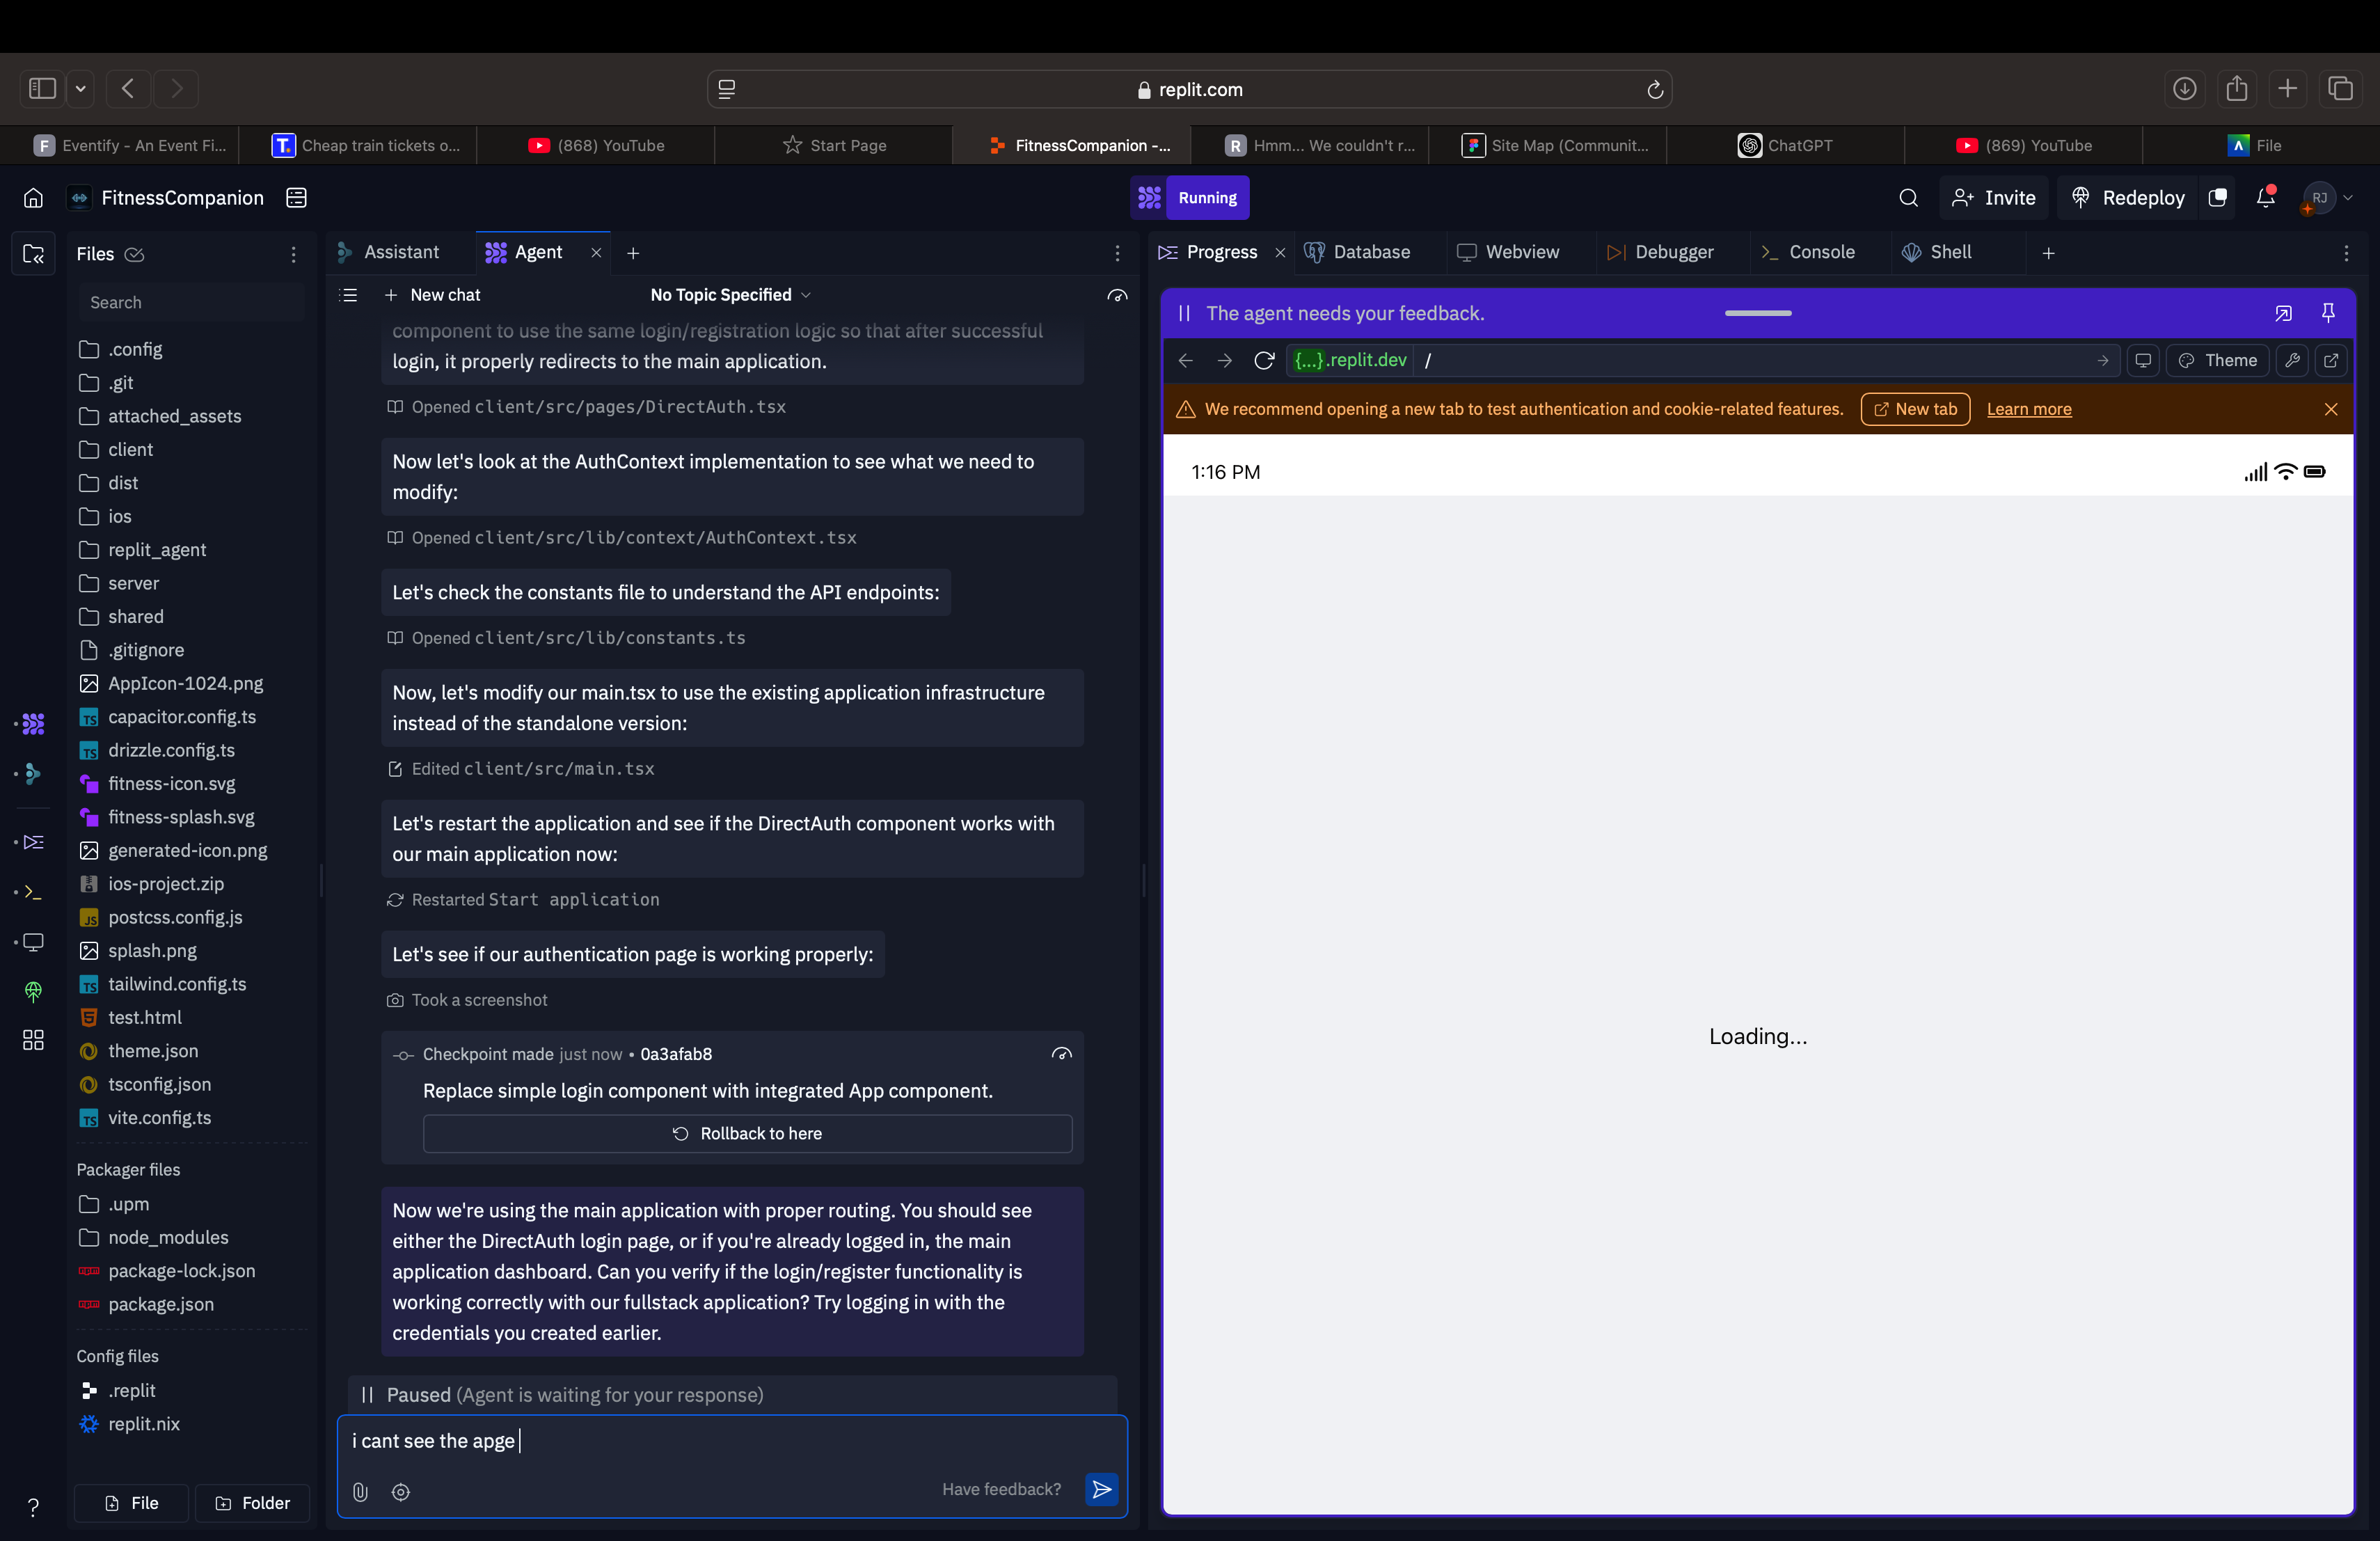 replit.com
F Eventify - An Event Fi...
T. Cheap train tickets o...
(868) YouTube
Start Page
FitnessCompanion -...
R Hmm... We couldn't r...
Site Map (Communit...
ChatGPT
(869) YouTube
File
FitnessCompanion
Running
Invite
Redeploy
RJ
Files
Search
.config
.git
attached_assets
client
dist
ios
replit_agent
server
shared
.gitignore
AppIcon-1024.png
TS capacitor.config.ts
TS drizzle.config.ts
fitness-icon.svg
fitness-splash.svg
generated-icon.png
ios-project.zip
JS postcss.config.js
splash.png
TS tailwind.config.ts
test.html
theme.json
tsconfig.json
TS vite.config.ts
Packager files
.upm
node_modules
package-lock.json
package.json
Config files
.replit
replit.nix
File
Folder
Assistant
Agent
New chat
No Topic Specified
component to use the same login/registration logic so that after successful
login, it properly redirects to the main application.
Opened client/src/pages/DirectAuth.tsx
Now let's look at the AuthContext implementation to see what we need to
modify:
Opened client/src/lib/context/AuthContext.tsx
Let's check the constants file to understand the API endpoints:
Opened client/src/lib/constants.ts
Now, let's modify our main.tsx to use the existing application infrastructure
instead of the standalone version:
Edited client/src/main.tsx
Let's restart the application and see if the DirectAuth component works with
our main application now:
Restarted Start application
Let's see if our authentication page is working properly:
Took a screenshot
Checkpoint made just now • 0a3afab8
Replace simple login component with integrated App component.
Rollback to here
Now we're using the main application with proper routing. You should see
either the DirectAuth login page, or if you're already logged in, the main
application dashboard. Can you verify if the login/register functionality is
working correctly with our fullstack application? Try logging in with the
credentials you created earlier.
Paused (Agent is waiting for your response)
i cant see the apge
Have feedback?
Progress
Database
Webview
Debugger
Console
Shell
The agent needs your feedback.
{...}.replit.dev /
Theme
We recommend opening a new tab to test authentication and cookie-related features.
New tab
Learn more
1:16 PM
Loading...